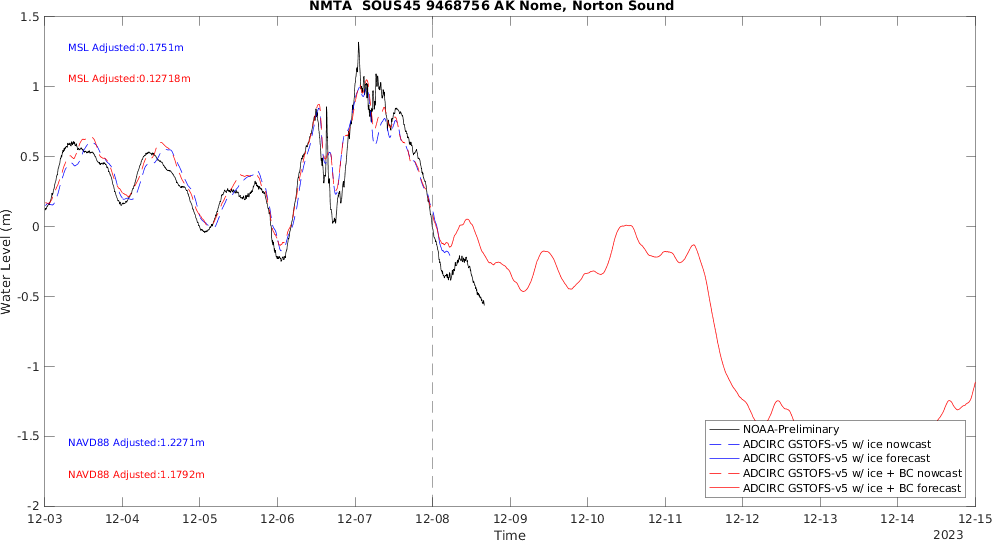 NMTA  SOUS45 9468756 AK Nome, Norton Sound
MSL Adjusted:0.1751m
MSL Adjusted:0.12718m
NAVD88 Adjusted:1.2271m
NAVD88 Adjusted:1.1792m
Water Level (m)
1.5
1
0.5
0
-0.5
-1
-1.5
-2
NOAA-Preliminary
ADCIRC GSTOFS-v5 w/ ice nowcast
ADCIRC GSTOFS-v5 w/ ice forecast
ADCIRC GSTOFS-v5 w/ ice + BC nowcast
ADCIRC GSTOFS-v5 w/ ice + BC forecast
12-03 12-04 12-05 12-06 12-07 12-08 12-09 12-10 12-11 12-12 12-13 12-14 12-15
Time
2023